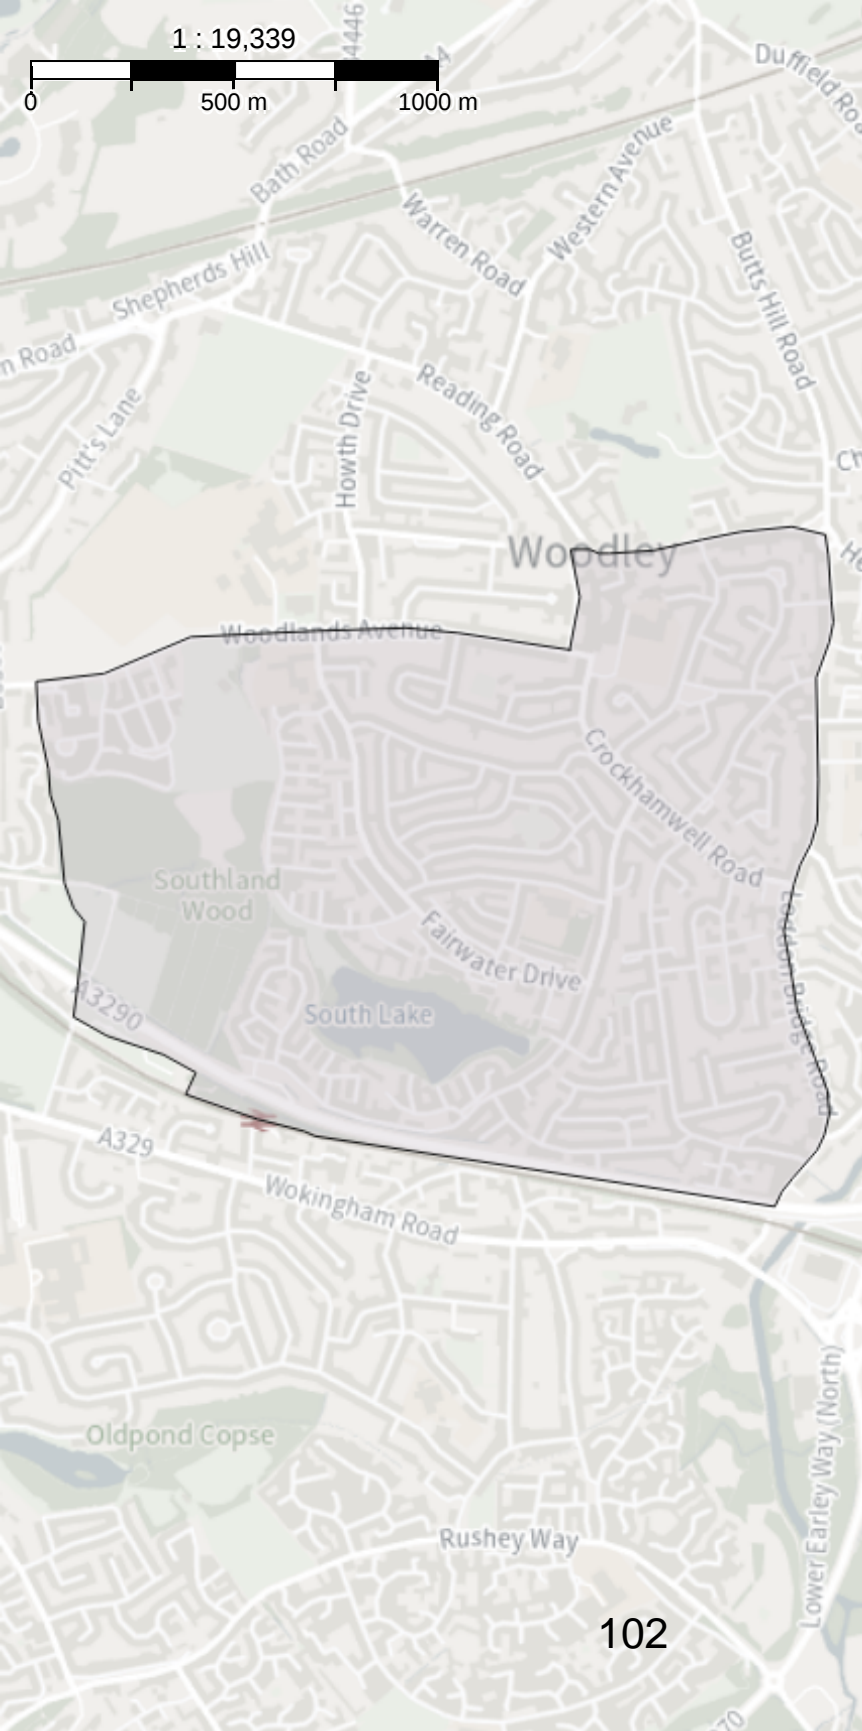 1 : 19,339
0
500 m
1000 m
Duffield
Bath Road
Western Avenue
Warren Road
Shepherds Hill
Butts Hill Road
Road
Pitt's Lane
Howth Drive
Reading Road
Woodley
Woodlands Avenue
Crockhamwell Road
Southland
Wood
Fairwater Drive
Loddon Bridge Road
South Lake
A3290
A329
Wokingham Road
Lower Earley Way (North)
Oldpond Copse
Rushey Way
102